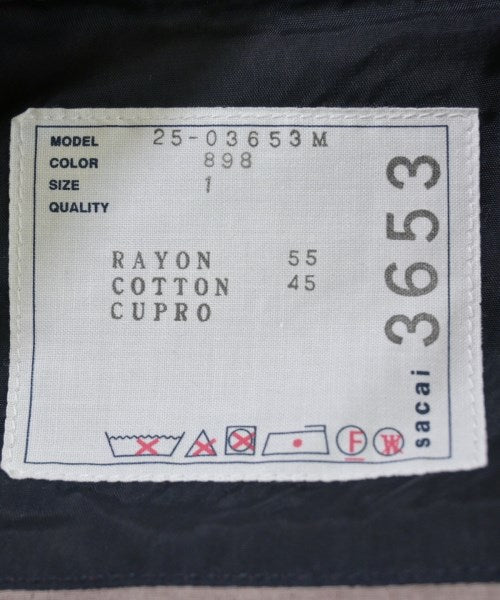 MODEL 25-03653M
COLOR 898
SIZE 1
QUALITY
RAYON 55
COTTON 45
CUPRO
F
W
sacai 3653